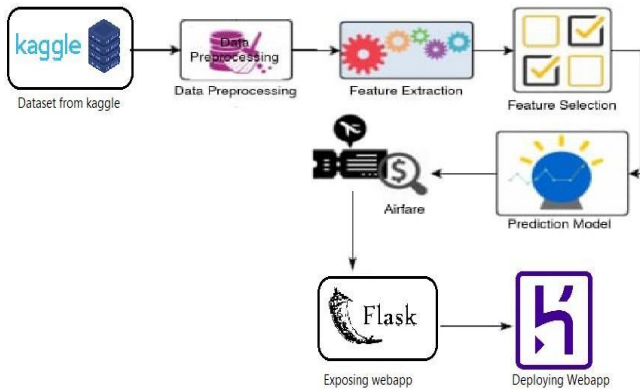 kaggle
Dataset from kaggle
Data
Preprocessing
Data Preprocessing
Feature Extraction
Feature Selection
$
Airfare
Prediction Model
Flask
Exposing webapp
Deploying Webapp